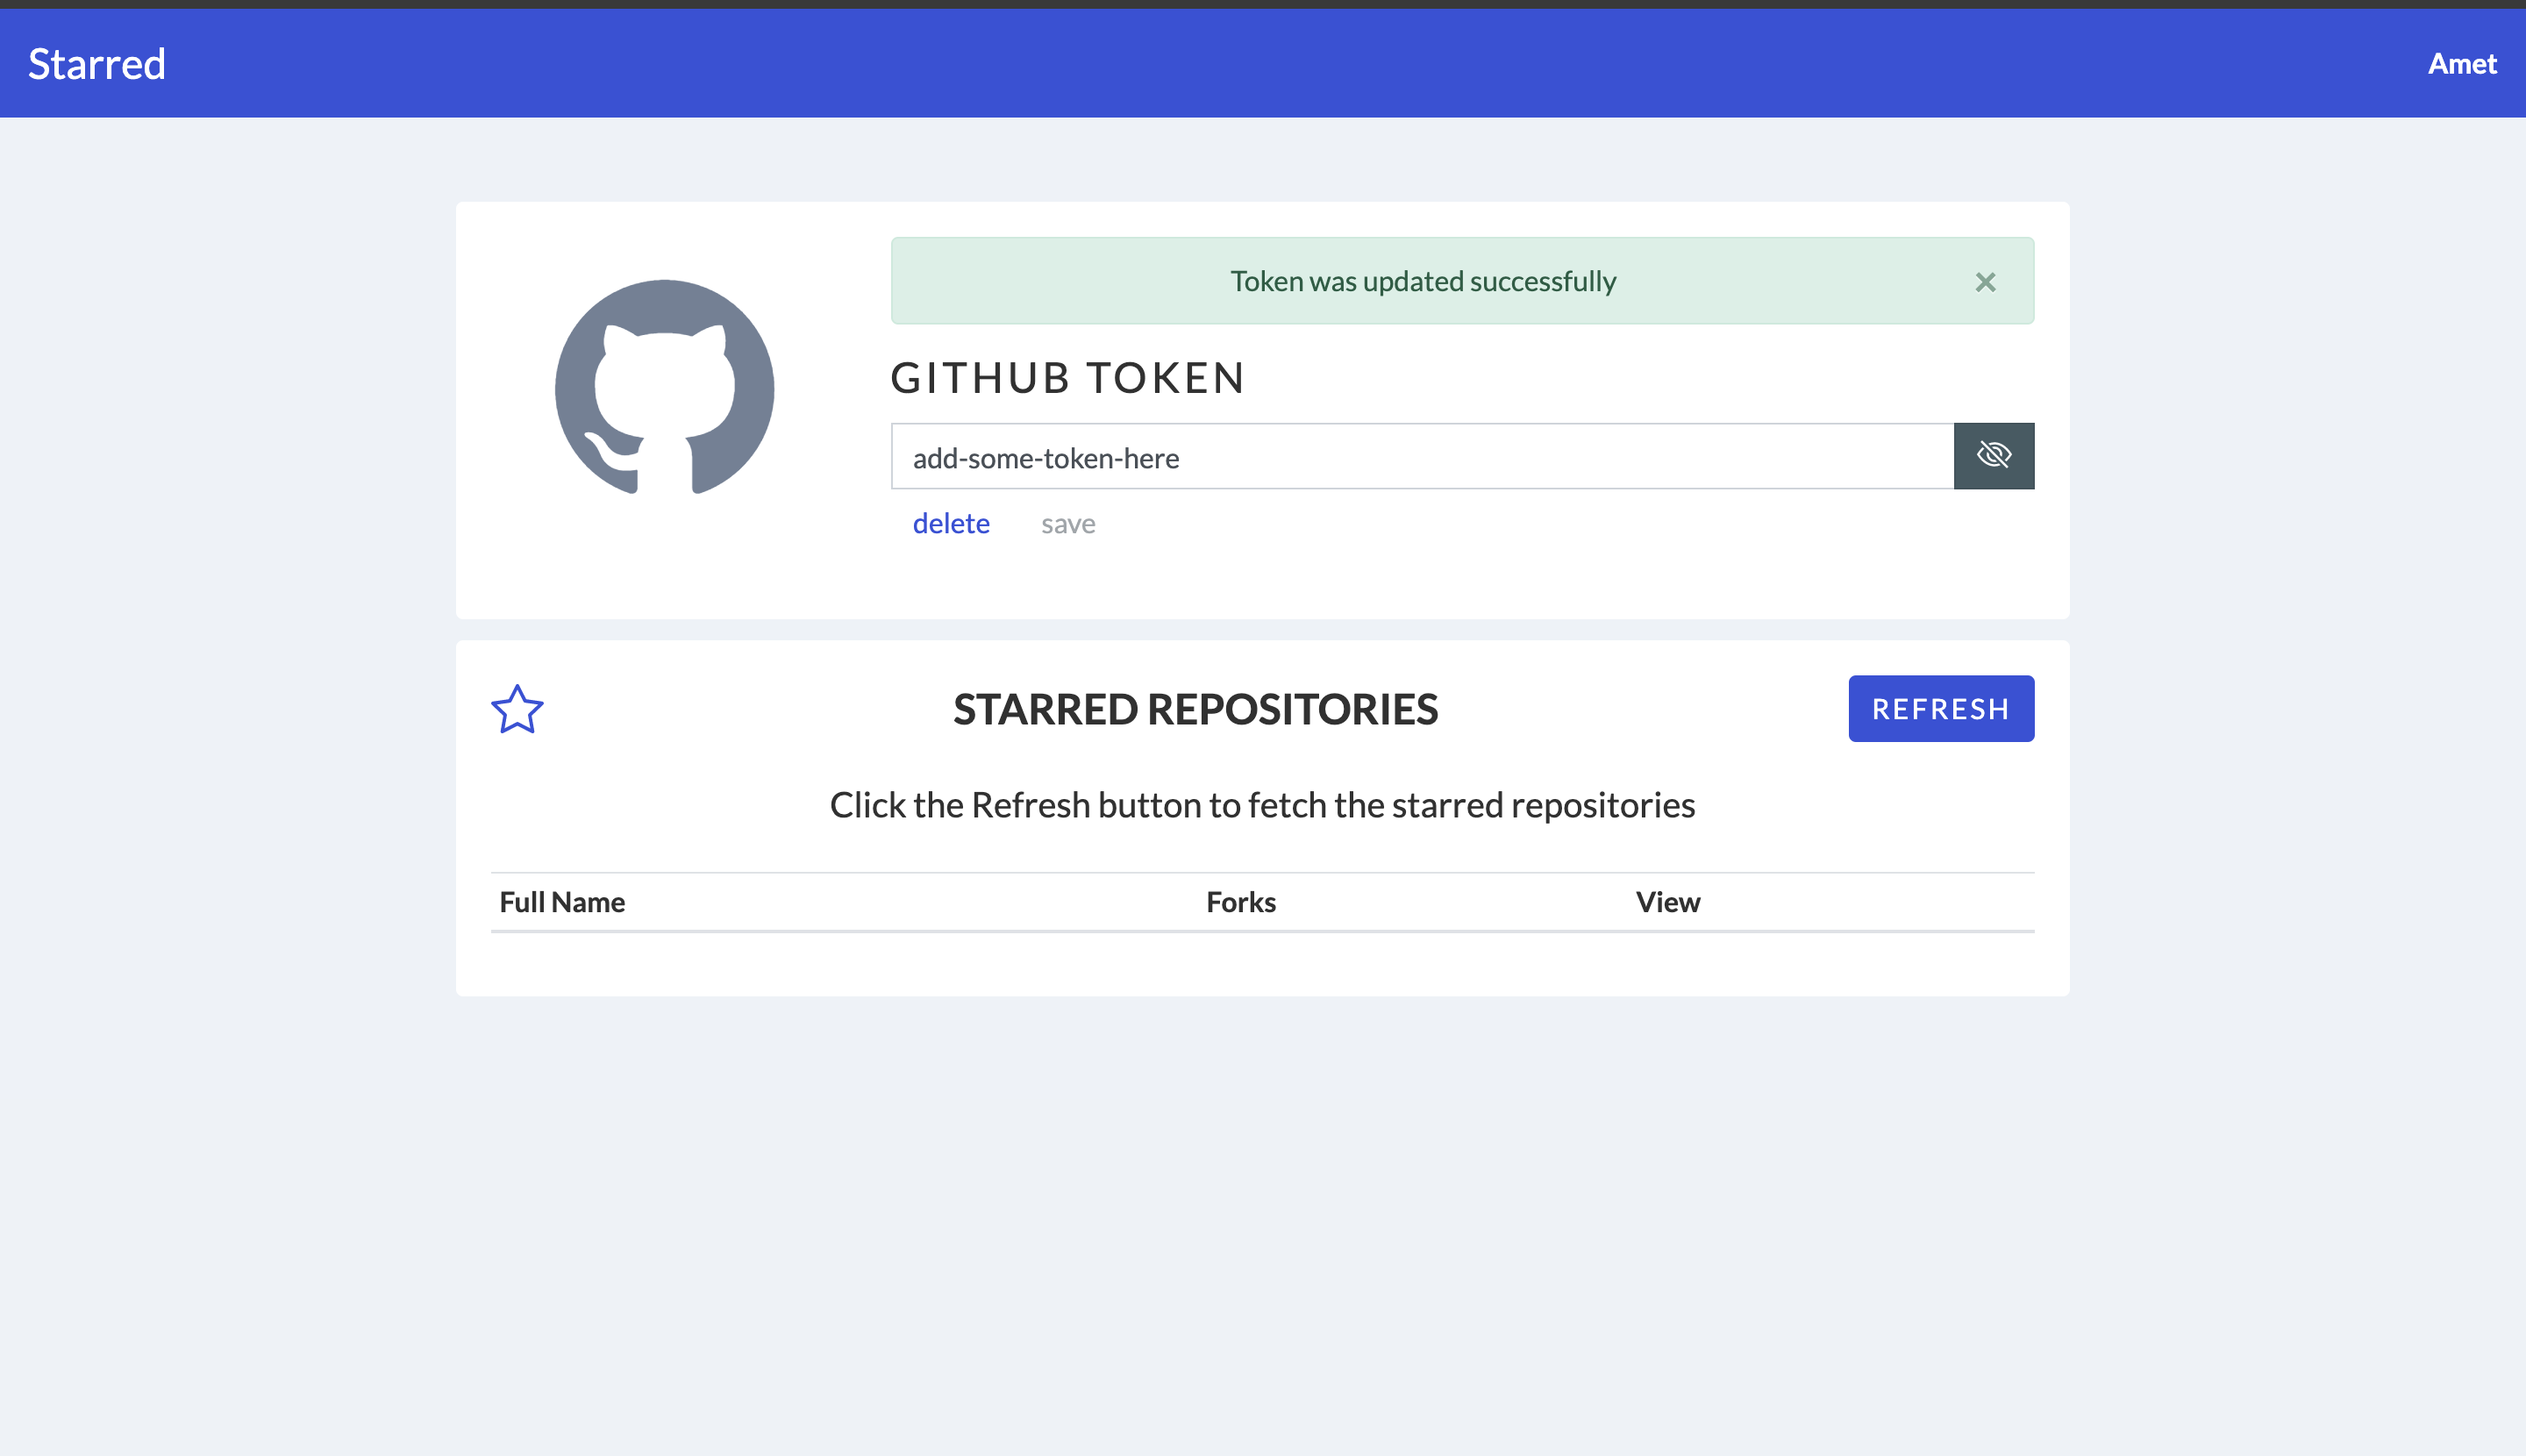 Starred
Amet
Token was updated successfully
GITHUB TOKEN
add-some-token-here
delete save
STARRED REPOSITORIES
REFRESH
Click the Refresh button to fetch the starred repositories
Full Name Forks View